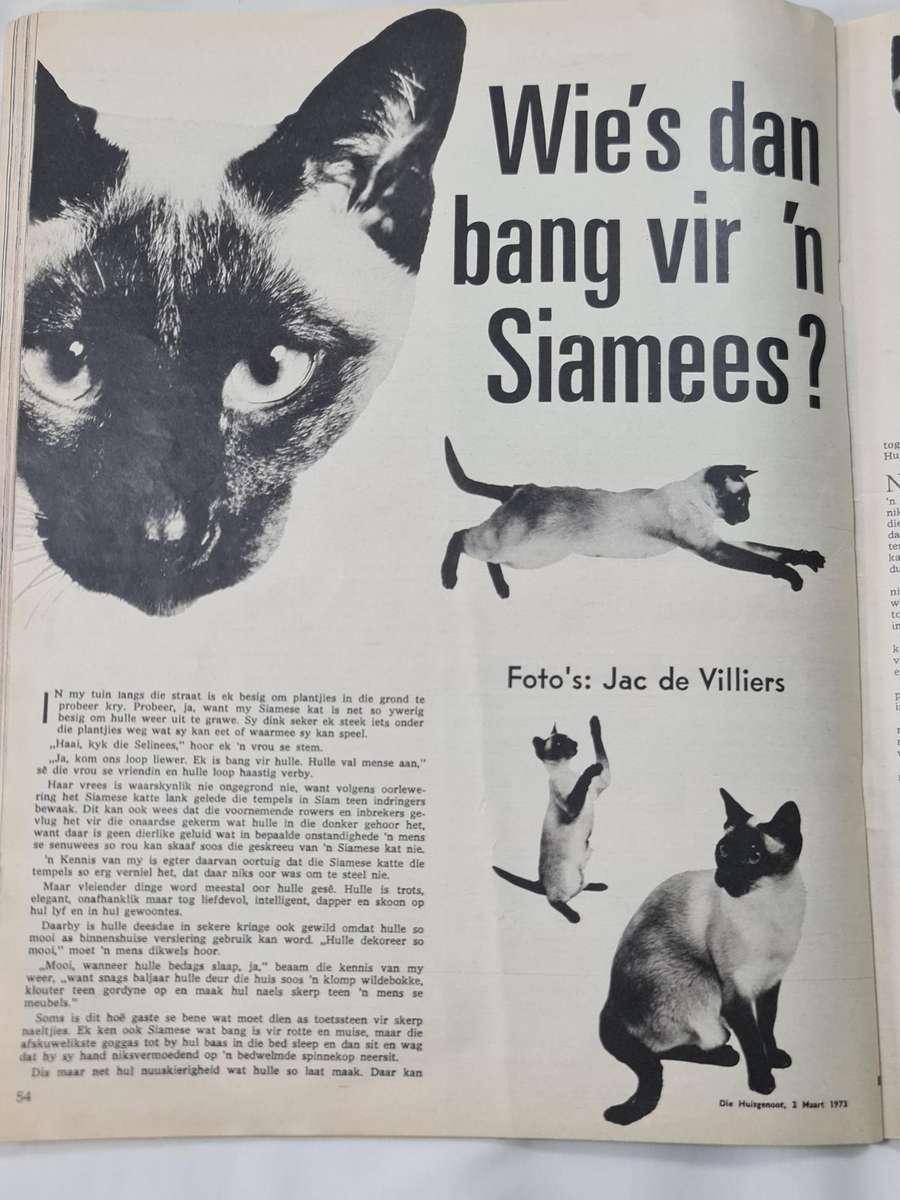 Wie's dan
bang vir 'n
Siamees?
Foto's: Jac de Villiers
IN my tuin langs die straat is ek besig om plantjies in die grond te
probeer kry. Probeer, ja, want my Siamese kat is net so ywerig
besig om hulle weer uit te grawe. Sy dink seker ek steek iets onder
die plantjies weg wat sy kan eet of waarmee sy kan speel.
„Haai, kyk die Selinees,” hoor ek 'n vrou se stem.
„Ja, kom ons loop liewer. Ek is bang vir hulle. Hulle val mense aan,”
sê die vrou se vriendin en hulle loop haastig verby.
Haar vrees is waarskynlik nie ongegrond nie, want volgens oorlewe-
ring het Siamese katte lank gelede die tempels in Siam teen indringers
bewaak. Dit kan ook wees dat die voornemende rowers en inbrekers ge-
vlug het vir die onaardse gekerm wat hulle in die donker gehoor het,
want daar is geen dierlike geluid wat in bepaalde onstandighede 'n mens
se senuwees so rou kan skaaf soos die geskreeu van 'n Siamese kat nie.
'n Kennis van my is egter daarvan oortuig dat die Siamese katte die
tempels so erg verniel het, dat daar niks oor was om te steel nie.
Maar vleiender dinge word meestal oor hulle gesê. Hulle is trots,
elegant, onafhanklik maar tog liefdevol, intelligent, dapper en skoon op
hul lyf en in hul gewoontes.
Daarby is hulle deesdae in sekere kringe ook gewild omdat hulle so
mooi as binnenshuise versiering gebruik kan word. „Hulle dekoreer so
mooi,” moet 'n mens dikwels hoor.
„Mooi, wanneer hulle bedags slaap, ja,” beaam die kennis van my
weer, „want snags baljaar hulle deur die huis soos 'n klomp wildebokke,
klouter teen gordyne op en maak hul naels skerp teen 'n mens se
meubels.”
Soms is dit hoë gaste se bene wat moet dien as toetssteen vir skerp
naeltjies. Ek ken ook Siamese wat bang is vir rotte en muise, maar die
afskuwelikste goggas tot by hul baas in die bed sleep en dan sit en wag
dat hy sy hand niksvermoedend op 'n bedwelmde spinnekop neersit.
Dis maar net hul nuuskierigheid wat hulle so laat maak. Daar kan
54
Die Huisgenoot, 2 Maart 1973
tog
Hu
N
'n
nik
die
da
ter
ka
du
ni
w
to
in
k
v
e
p